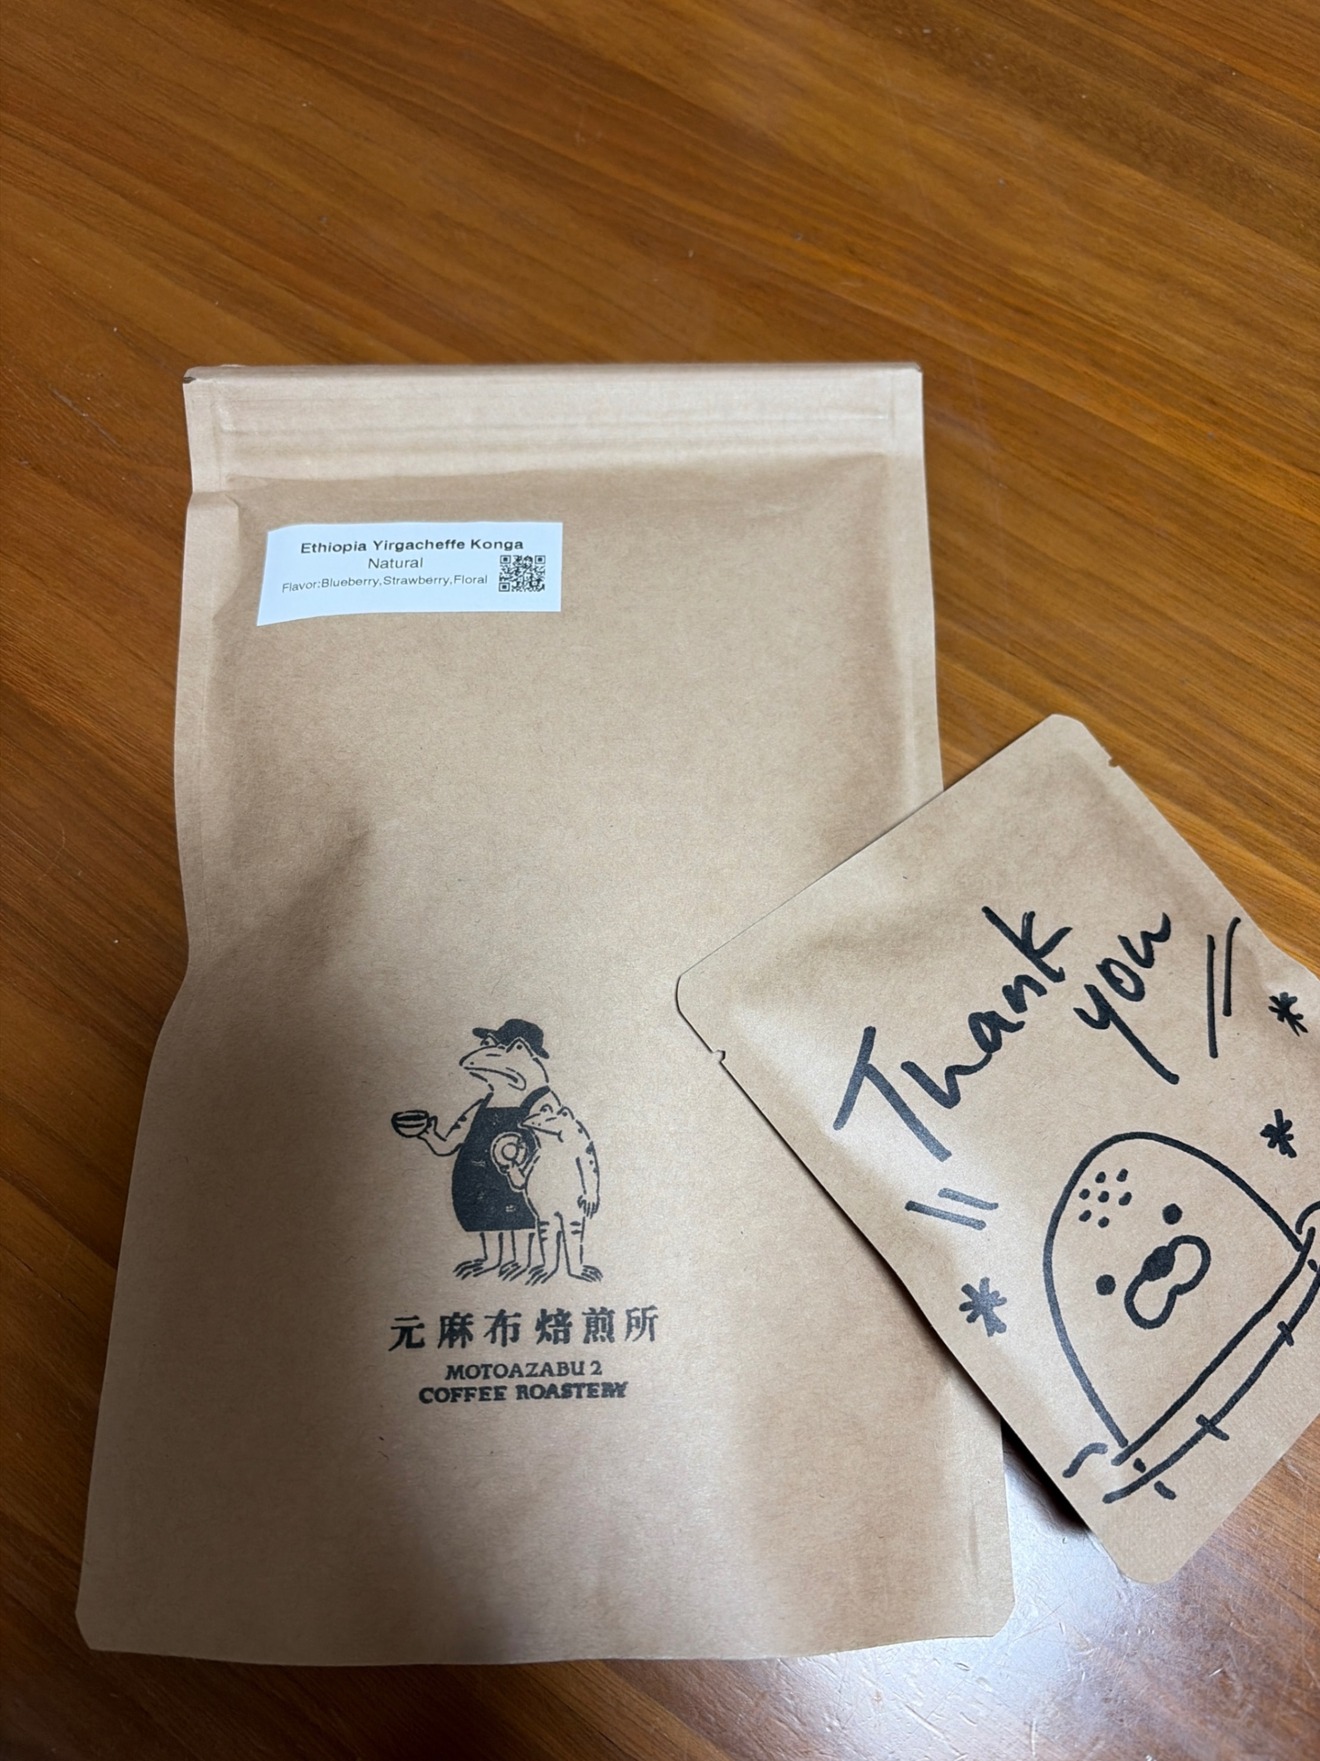 Ethiopia Yirgacheffe Konga
Natural
Flavor:Blueberry,Strawberry,Floral
元麻布焙煎所
MOTOAZABU 2
COFFEE ROASTERY
Thank
you